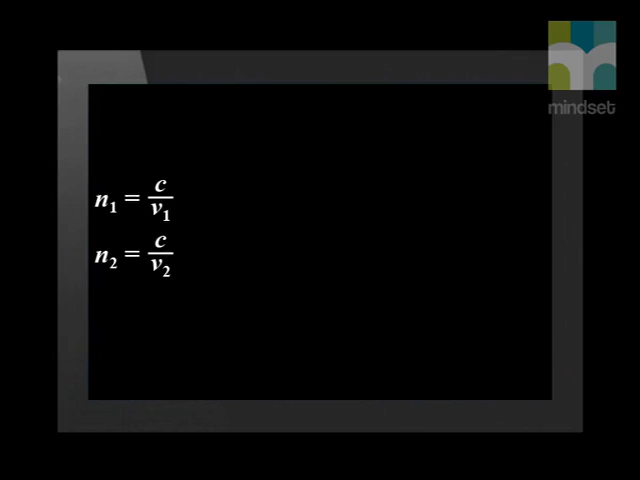 mindset
n₁ = c/v₁
n₂ = c/v₂